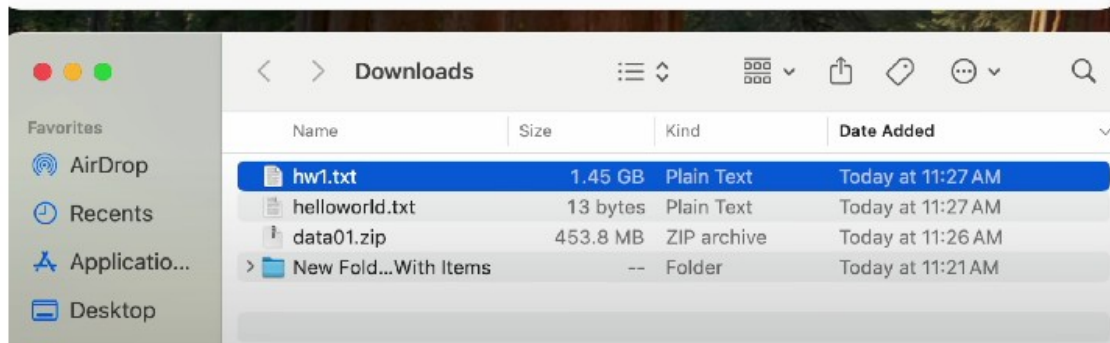 Downloads
Favorites
AirDrop
Recents
Applicatio...
Desktop
Name Size Kind Date Added
hw1.txt 1.45 GB Plain Text Today at 11:27 AM
helloworld.txt 13 bytes Plain Text Today at 11:27 AM
data01.zip 453.8 MB ZIP archive Today at 11:26 AM
New Fold...With Items -- Folder Today at 11:21 AM